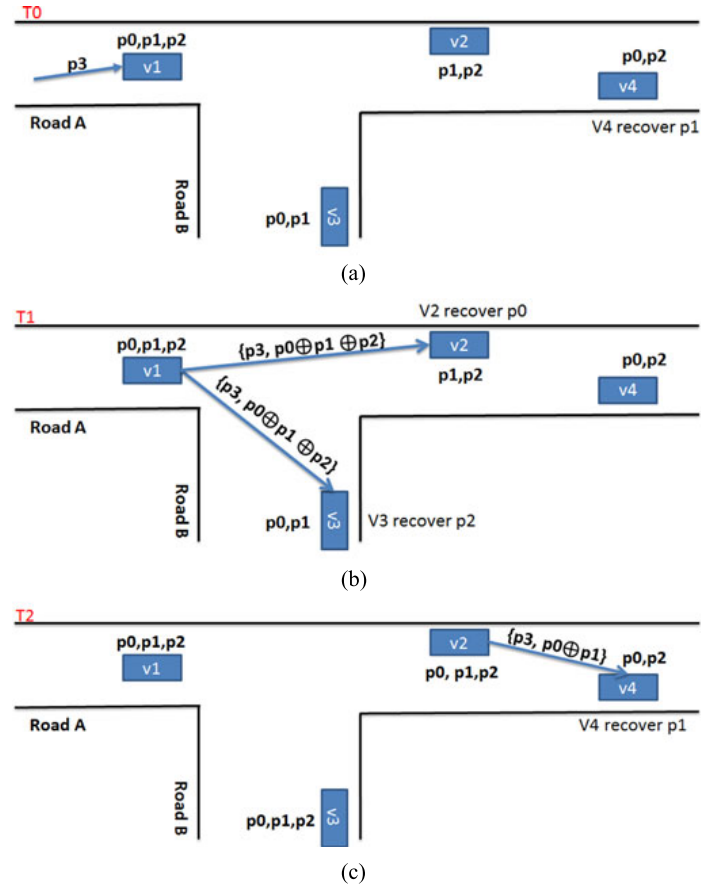 T0
p0,p1,p2
p3
v1
v2
p1,p2
p0,p2
v4
Road A
V4 recover p1
Road B
p0,p1
v3
(a)
T1
V2 recover p0
p0,p1,p2
v1
{p3, p0⊕p1 ⊕p2}
v2
p1,p2
p0,p2
v4
{p3, p0⊕p1 ⊕p2}
Road A
Road B
p0,p1
v3
V3 recover p2
(b)
T2
p0,p1,p2
v1
v2
p0, p1,p2
{p3, p0⊕p1}
p0,p2
v4
Road A
V4 recover p1
Road B
p0,p1,p2
v3
(c)